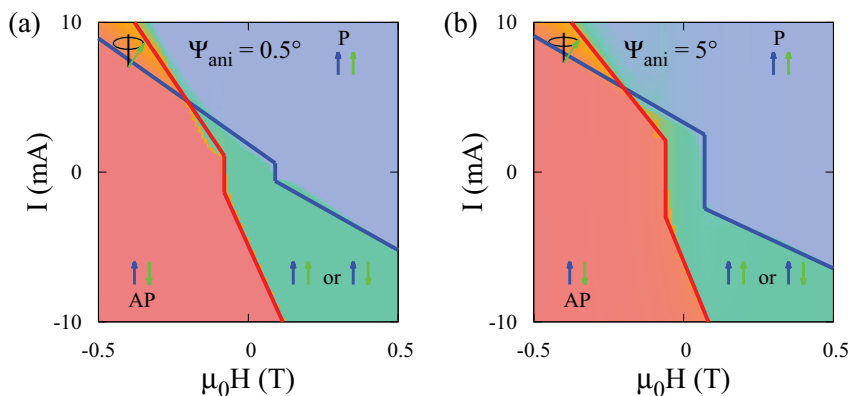 (a)
I (mA)
10
0
-10
Ψani = 0.5°
P
or
AP
-0.5
0
0.5
μ0H (T)
(b)
I (mA)
10
0
-10
Ψani = 5°
P
or
AP
-0.5
0
0.5
μ0H (T)